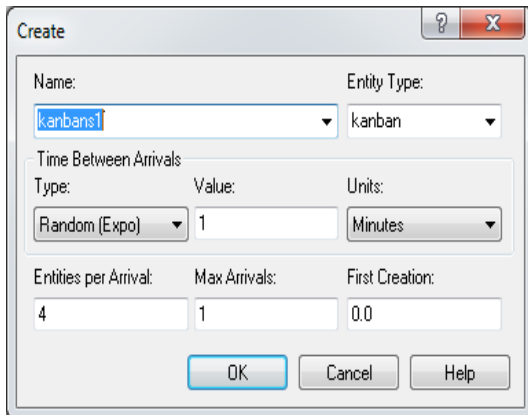 Create
Name: Entity Type:
kanbans1 kanban
Time Between Arrivals
Type: Value: Units:
Random (Expo) 1 Minutes
Entities per Arrival: Max Arrivals: First Creation:
4 1 0.0
OK Cancel Help